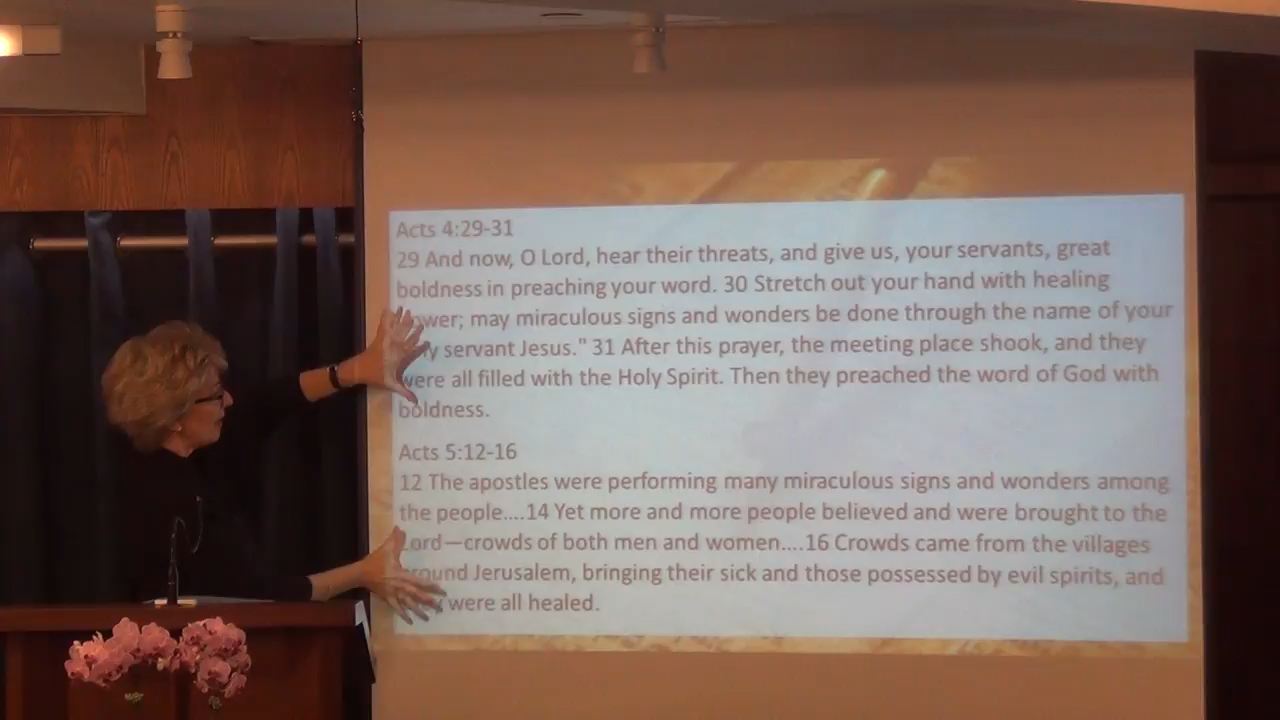 Acts 4:29-31
29 And now, O Lord, hear their threats, and give us, your servants, great
boldness in preaching your word. 30 Stretch out your hand with healing
power; may miraculous signs and wonders be done through the name of your
servant Jesus." 31 After this prayer, the meeting place shook, and they
were all filled with the Holy Spirit. Then they preached the word of God with
boldness.
Acts 5:12-16
12 The apostles were performing many miraculous signs and wonders among
the people....14 Yet more and more people believed and were brought to the
Lord—crowds of both men and women....16 Crowds came from the villages
around Jerusalem, bringing their sick and those possessed by evil spirits, and
were all healed.